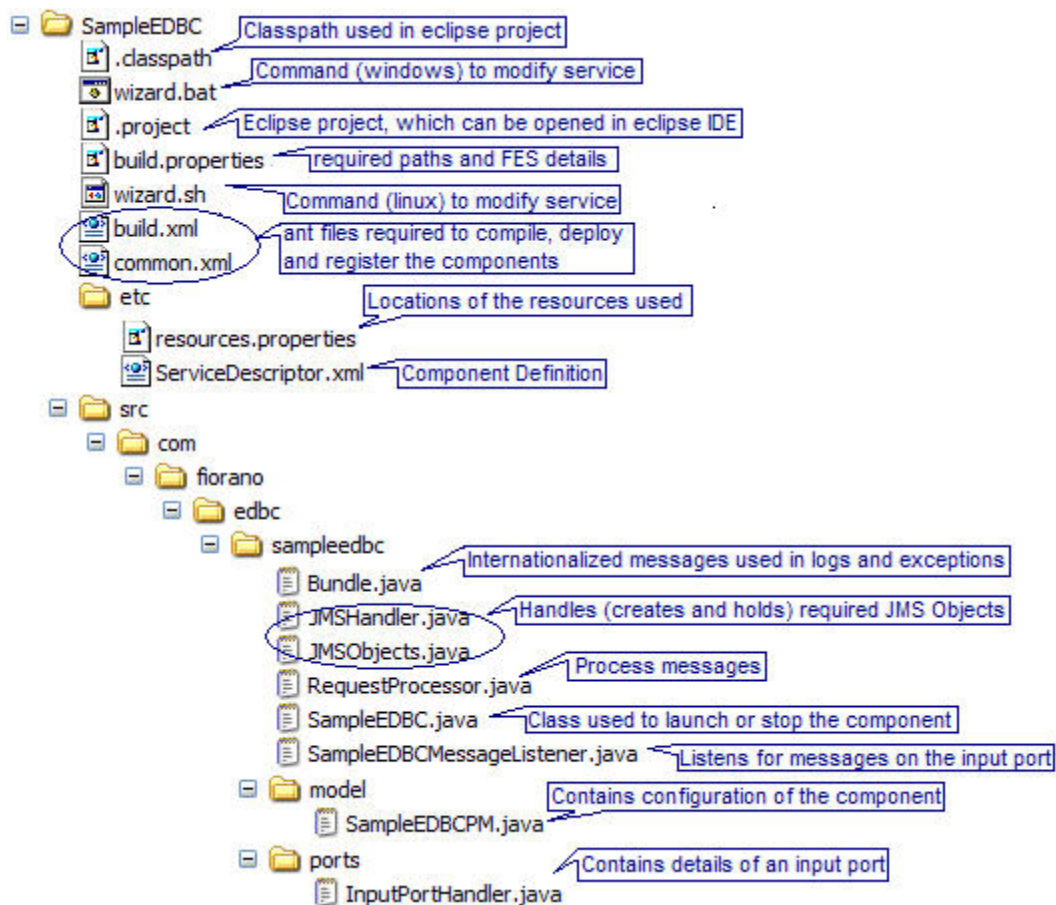 SampleEDBC
Classpath used in eclipse project
.classpath
Command (windows) to modify service
wizard.bat
.project
Eclipse project, which can be opened in eclipse IDE
build.properties
required paths and FES details
wizard.sh
Command (linux) to modify service
build.xml
ant files required to compile, deploy
and register the components
common.xml
etc
Locations of the resources used
resources.properties
ServiceDescriptor.xml
Component Definition
src
com
fiorano
edbc
sampleedbc
Internationalized messages used in logs and exceptions
Bundle.java
JMSHandler.java
Handles (creates and holds) required JMS Objects
JMSObjects.java
Process messages
RequestProcessor.java
SampleEDBC.java
Class used to launch or stop the component
SampleEDBCMessageListener.java
Listens for messages on the input port
model
Contains configuration of the component
SampleEDBCPM.java
ports
Contains details of an input port
InputPortHandler.java